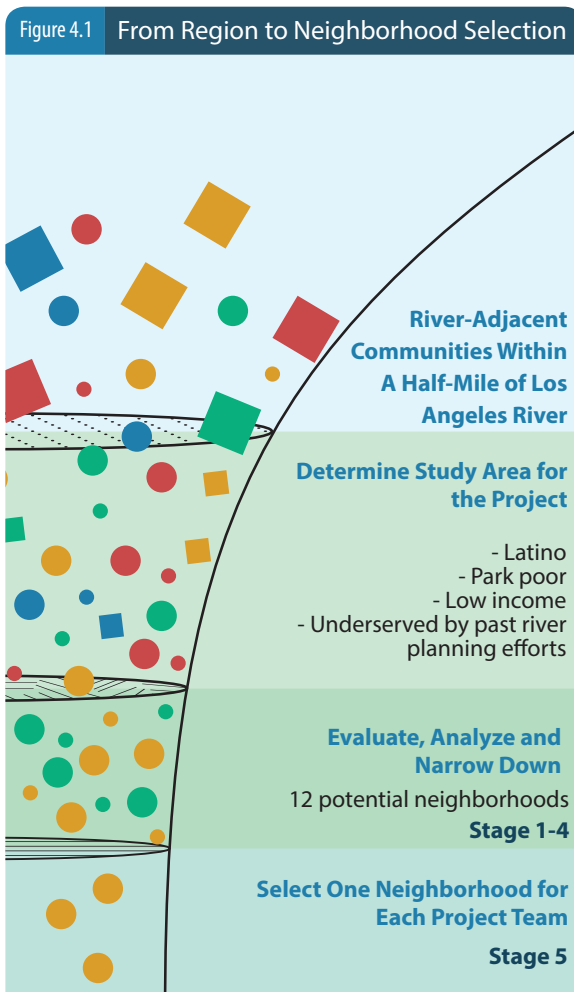 Figure 4.1 From Region to Neighborhood Selection
River-Adjacent
Communities Within
A Half-Mile of Los
Angeles River
Determine Study Area for
the Project
- Latino
- Park poor
- Low income
- Underserved by past river
planning efforts
Evaluate, Analyze and
Narrow Down
12 potential neighborhoods
Stage 1-4
Select One Neighborhood for
Each Project Team
Stage 5